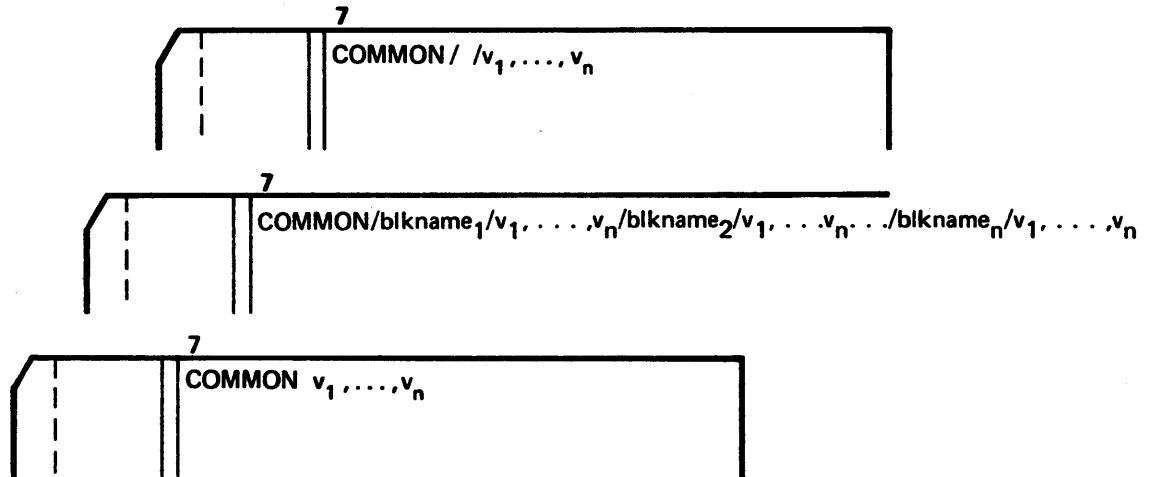 7
COMMON/ /v₁,...,vₙ
7
COMMON/blkname₁/v₁,....,vₙ/blkname₂/v₁,...vₙ.../blknameₙ/v₁,....,vₙ
7
COMMON v₁,...,vₙ